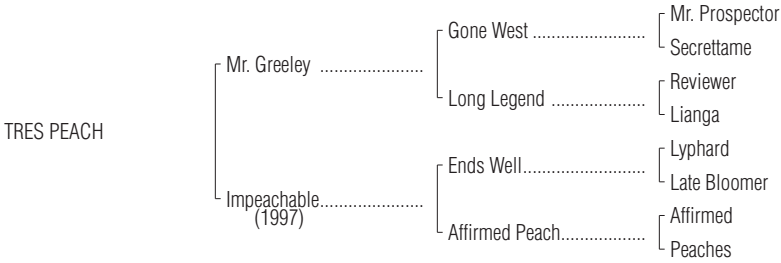 Mr. Prospector
Gone West ........................
Secrettame
Mr. Greeley ......................
Reviewer
Long Legend ....................
Lianga
TRES PEACH
Lyphard
Ends Well..........................
Late Bloomer
Impeachable......................
(1997)
Affirmed
Affirmed Peach..................
Peaches